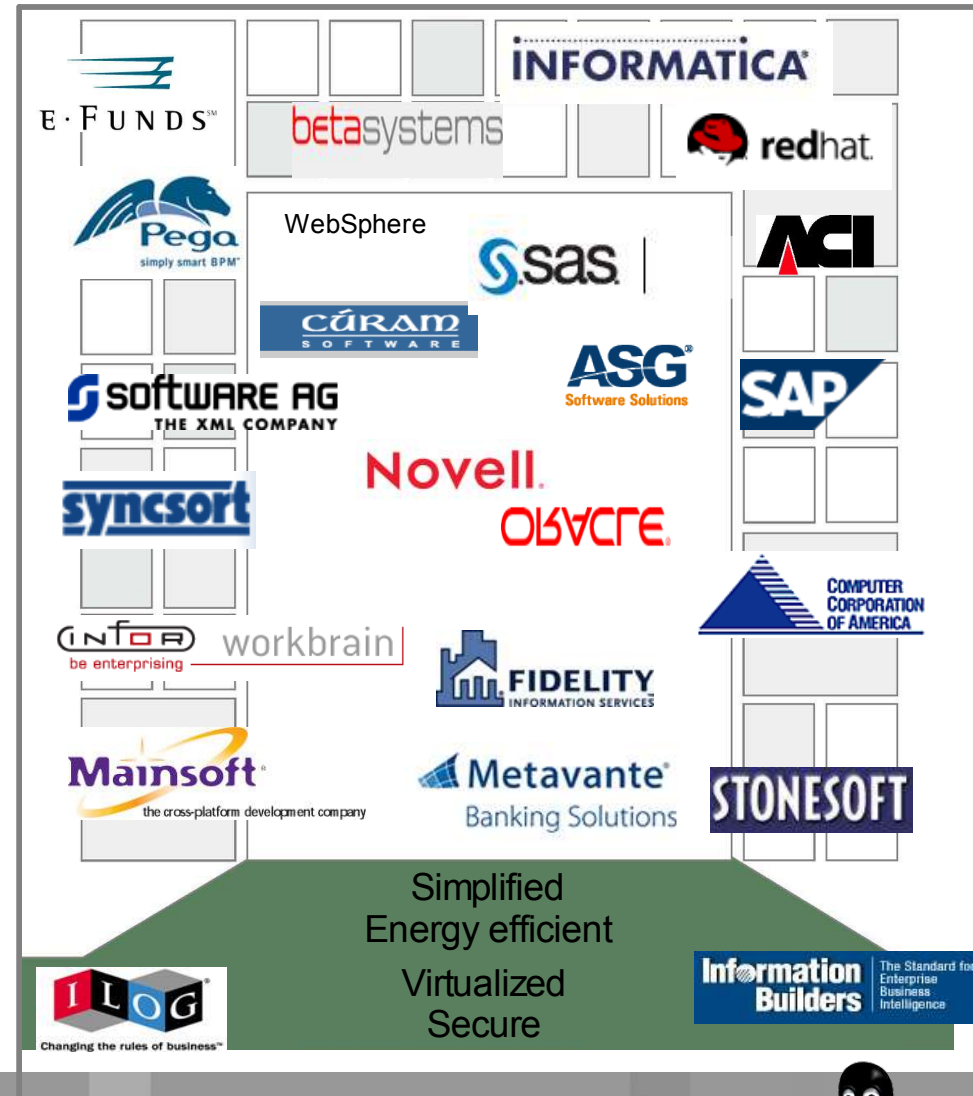 INFORMATICA®
E·FUNDS℠
betasystems
redhat.
Pega
simply smart BPM™
WebSphere
S.sas.
ACI
CÚRAM
SOFTWARE
ASG®
Software Solutions
SAP
software AG
THE XML COMPANY
Novell.
syncsort
ORACLE®
COMPUTER
CORPORATION
OF AMERICA
infor workbrain
be enterprising
FIDELITY
INFORMATION SERVICES
Mainsoft
the cross-platform development company
Metavante®
Banking Solutions
STONESOFT
Simplified
Energy efficient
Virtualized
Secure
ILOG®
Changing the rules of business™
Information
Builders
The Standard for
Enterprise
Business
Intelligence